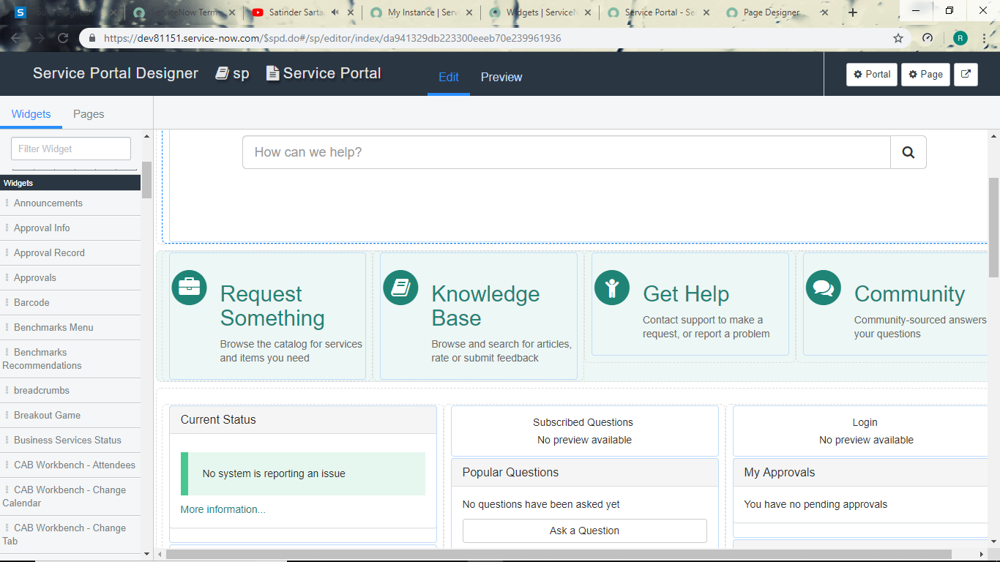 ServiceNow Terms
Satinder Sarta
My Instance | Serv
Widgets | ServiceN
Service Portal - Se
Page Designer
https://dev81151.service-now.com/$spd.do#/sp/editor/index/da941329db223300eeeb70e239961936
R
Service Portal Designer
sp
Service Portal
Edit
Preview
Portal
Page
Widgets
Pages
Filter Widget
How can we help?
Widgets
Announcements
Approval Info
Approval Record
Approvals
Barcode
Benchmarks Menu
Benchmarks
Recommendations
breadcrumbs
Breakout Game
Business Services Status
CAB Workbench - Attendees
CAB Workbench - Change
Calendar
CAB Workbench - Change
Tab
Request
Something
Browse the catalog for services
and items you need
Knowledge
Base
Browse and search for articles,
rate or submit feedback
Get Help
Contact support to make a
request, or report a problem
Community
Community-sourced answers
your questions
Current Status
No system is reporting an issue
More information...
Subscribed Questions
No preview available
Popular Questions
No questions have been asked yet
Ask a Question
Login
No preview available
My Approvals
You have no pending approvals